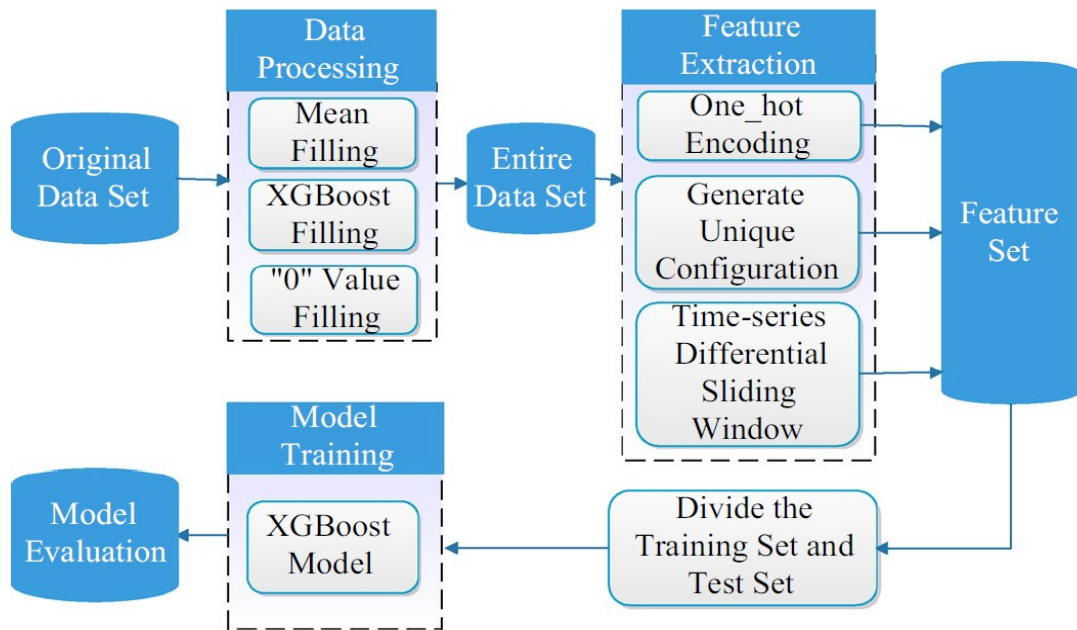 Original
Data Set
Data
Processing
Mean
Filling
XGBoost
Filling
"0" Value
Filling
Entire
Data Set
Feature
Extraction
One_hot
Encoding
Generate
Unique
Configuration
Time-series
Differential
Sliding
Window
Feature
Set
Divide the
Training Set and
Test Set
Model
Training
XGBoost
Model
Model
Evaluation